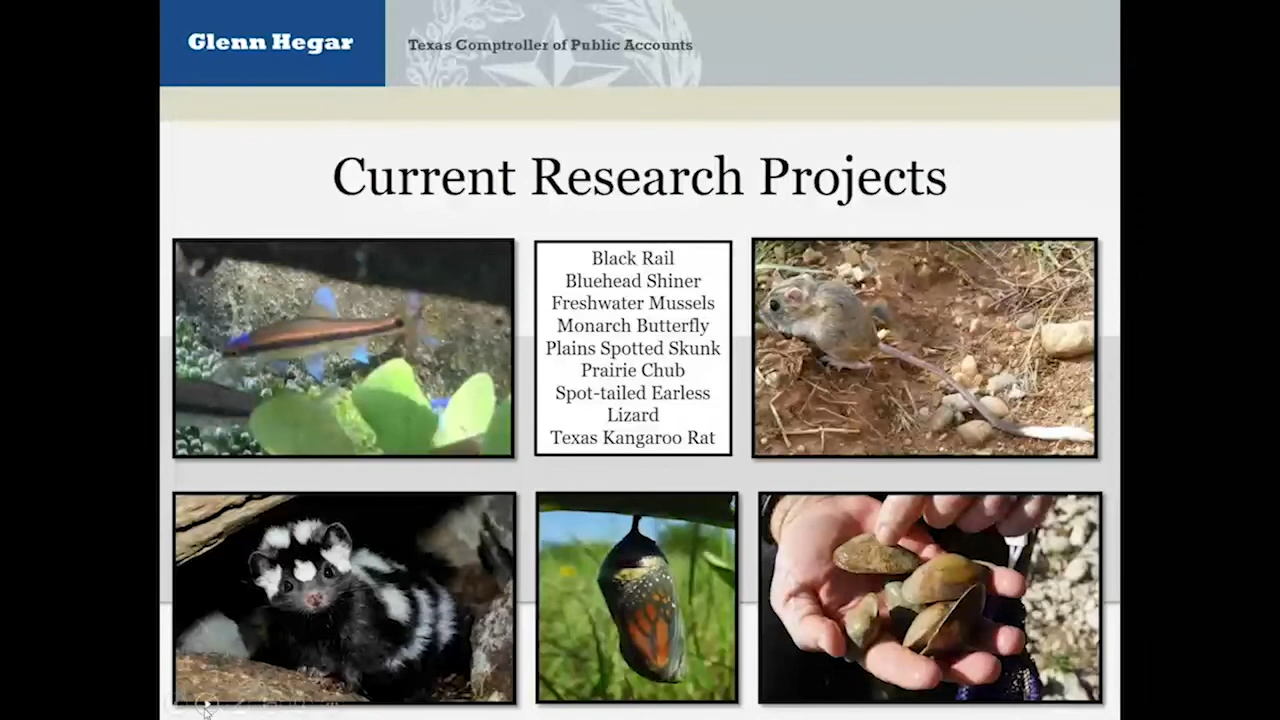 Glenn Hegar
Texas Comptroller of Public Accounts
Current Research Projects
Black Rail
Bluehead Shiner
Freshwater Mussels
Monarch Butterfly
Plains Spotted Skunk
Prairie Chub
Spot-tailed Earless
Lizard
Texas Kangaroo Rat